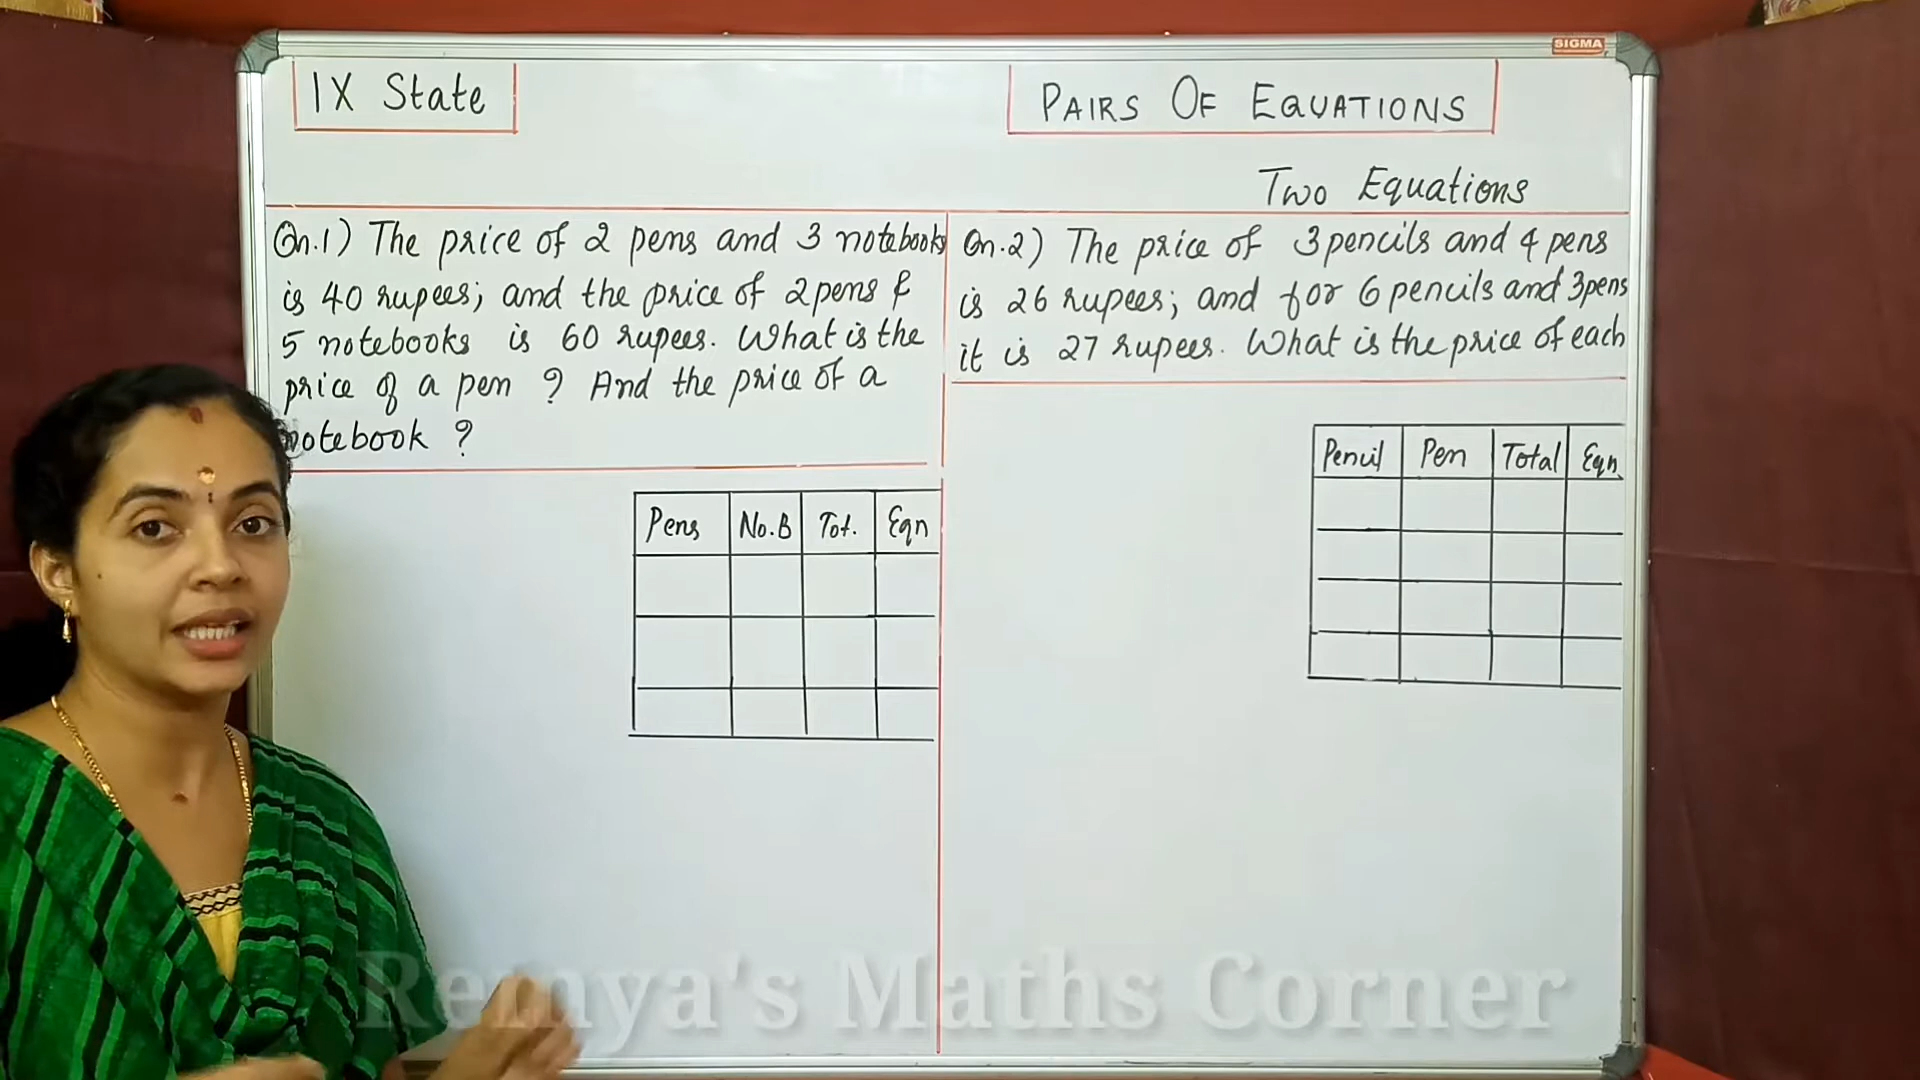 SIGMA
IX State
PAIRS OF EQUATIONS
Two Equations
Qn.1) The price of 2 pens and 3 notebooks
is 40 rupees; and the price of 2 pens &
5 notebooks is 60 rupees. What is the
price of a pen ? And the price of a
notebook ?
Pens No.B Tot. Eqn
Qn.2) The price of 3 pencils and 4 pens
is 26 rupees; and for 6 pencils and 3 pens
it is 27 rupees. What is the price of each
Pencil Pen Total Eqn
Remya's Maths Corner